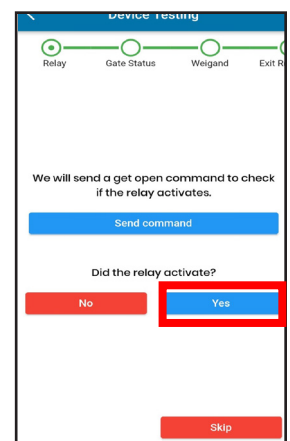 Device Testing
Relay Gate Status Weigand Exit R
We will send a get open command to check
if the relay activates.
Send command
Did the relay activate?
No Yes
Skip